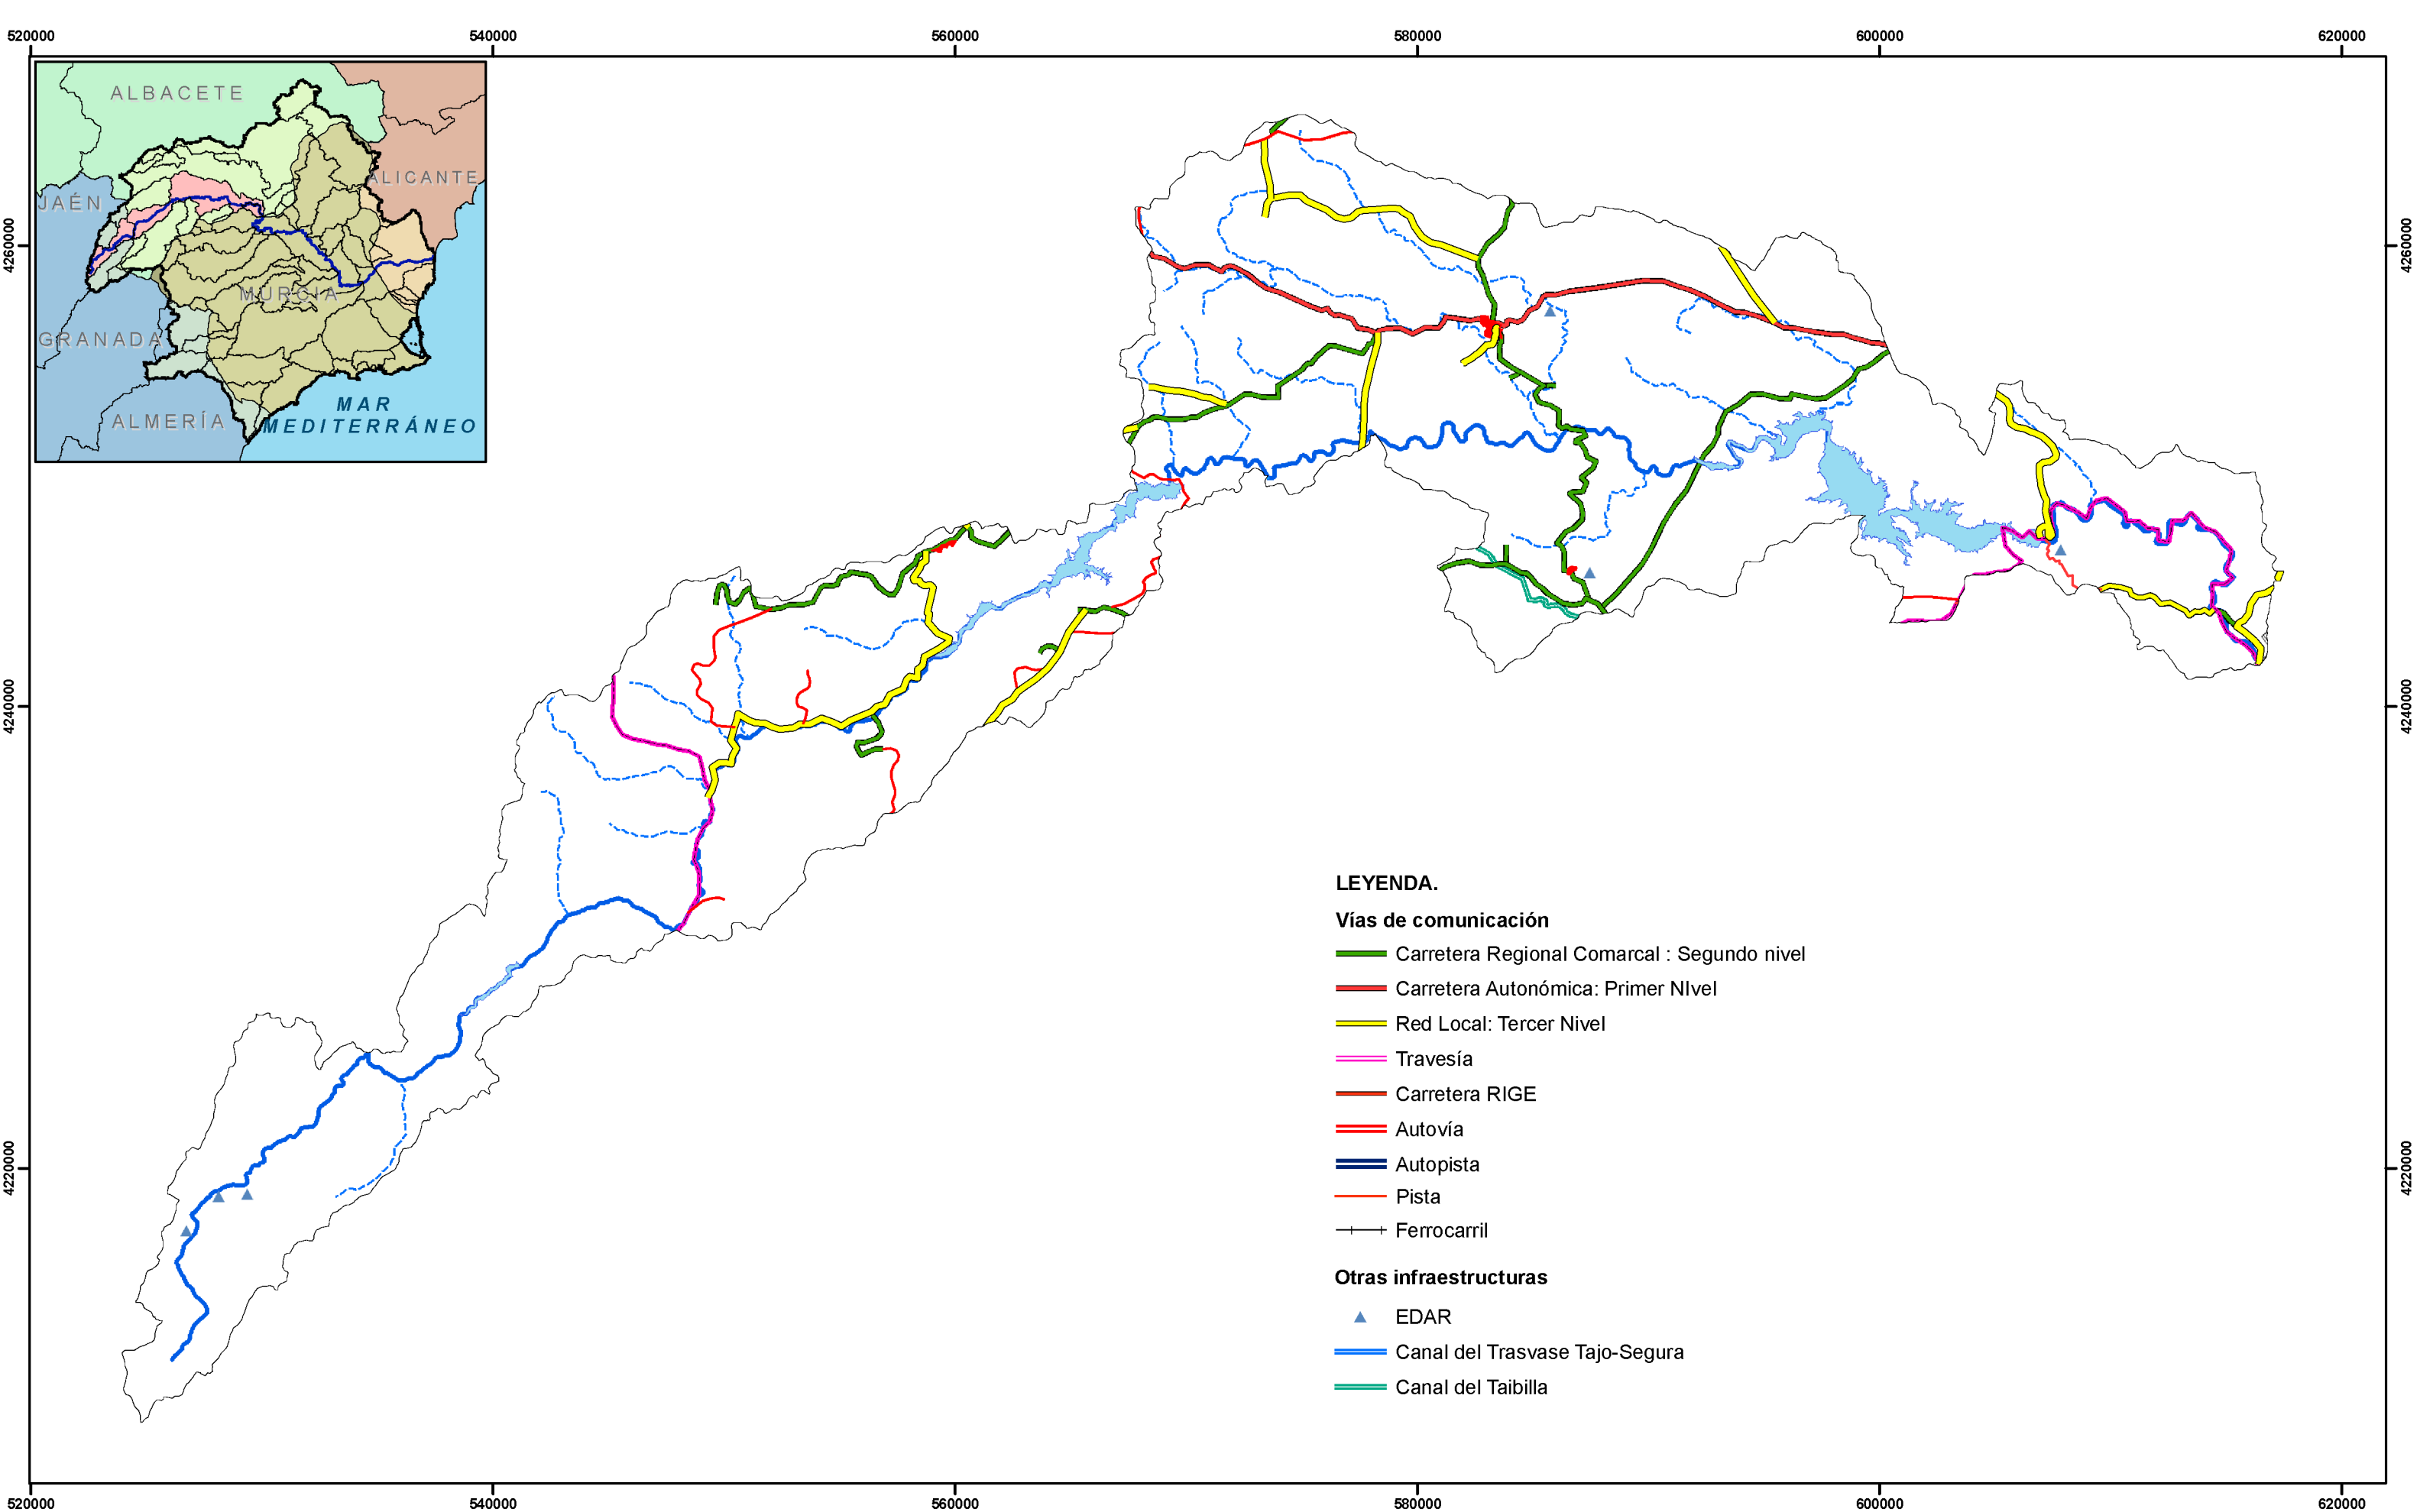 520000 540000 560000 580000 600000 620000
ALBACETE
ALICANTE
JAÉN
MURCIA
GRANADA
ALMERÍA
MAR
MEDITERRÁNEO
4260000
4240000
4220000
4260000
4240000
4220000
LEYENDA.
Vías de comunicación
Carretera Regional Comarcal : Segundo nivel
Carretera Autonómica: Primer NIvel
Red Local: Tercer Nivel
Travesía
Carretera RIGE
Autovía
Autopista
Pista
Ferrocarril
Otras infraestructuras
EDAR
Canal del Trasvase Tajo-Segura
Canal del Taibilla
520000 540000 560000 580000 600000 620000